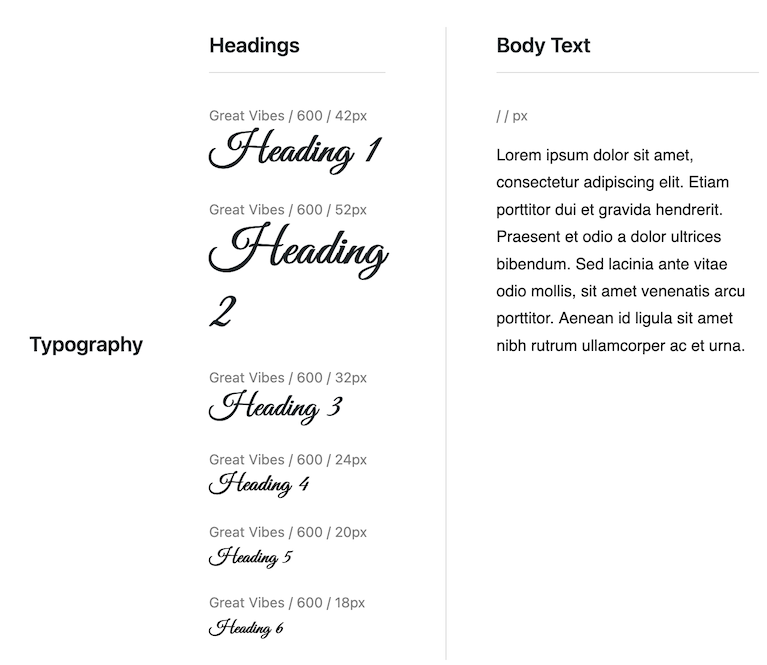 Typography
Headings
Great Vibes / 600 / 42px
Heading 1
Great Vibes / 600 / 52px
Heading
2
Great Vibes / 600 / 32px
Heading 3
Great Vibes / 600 / 24px
Heading 4
Great Vibes / 600 / 20px
Heading 5
Great Vibes / 600 / 18px
Heading 6
Body Text
/ / px
Lorem ipsum dolor sit amet,
consectetur adipiscing elit. Etiam
porttitor dui et gravida hendrerit.
Praesent et odio a dolor ultrices
bibendum. Sed lacinia ante vitae
odio mollis, sit amet venenatis arcu
porttitor. Aenean id ligula sit amet
nibh rutrum ullamcorper ac et urna.